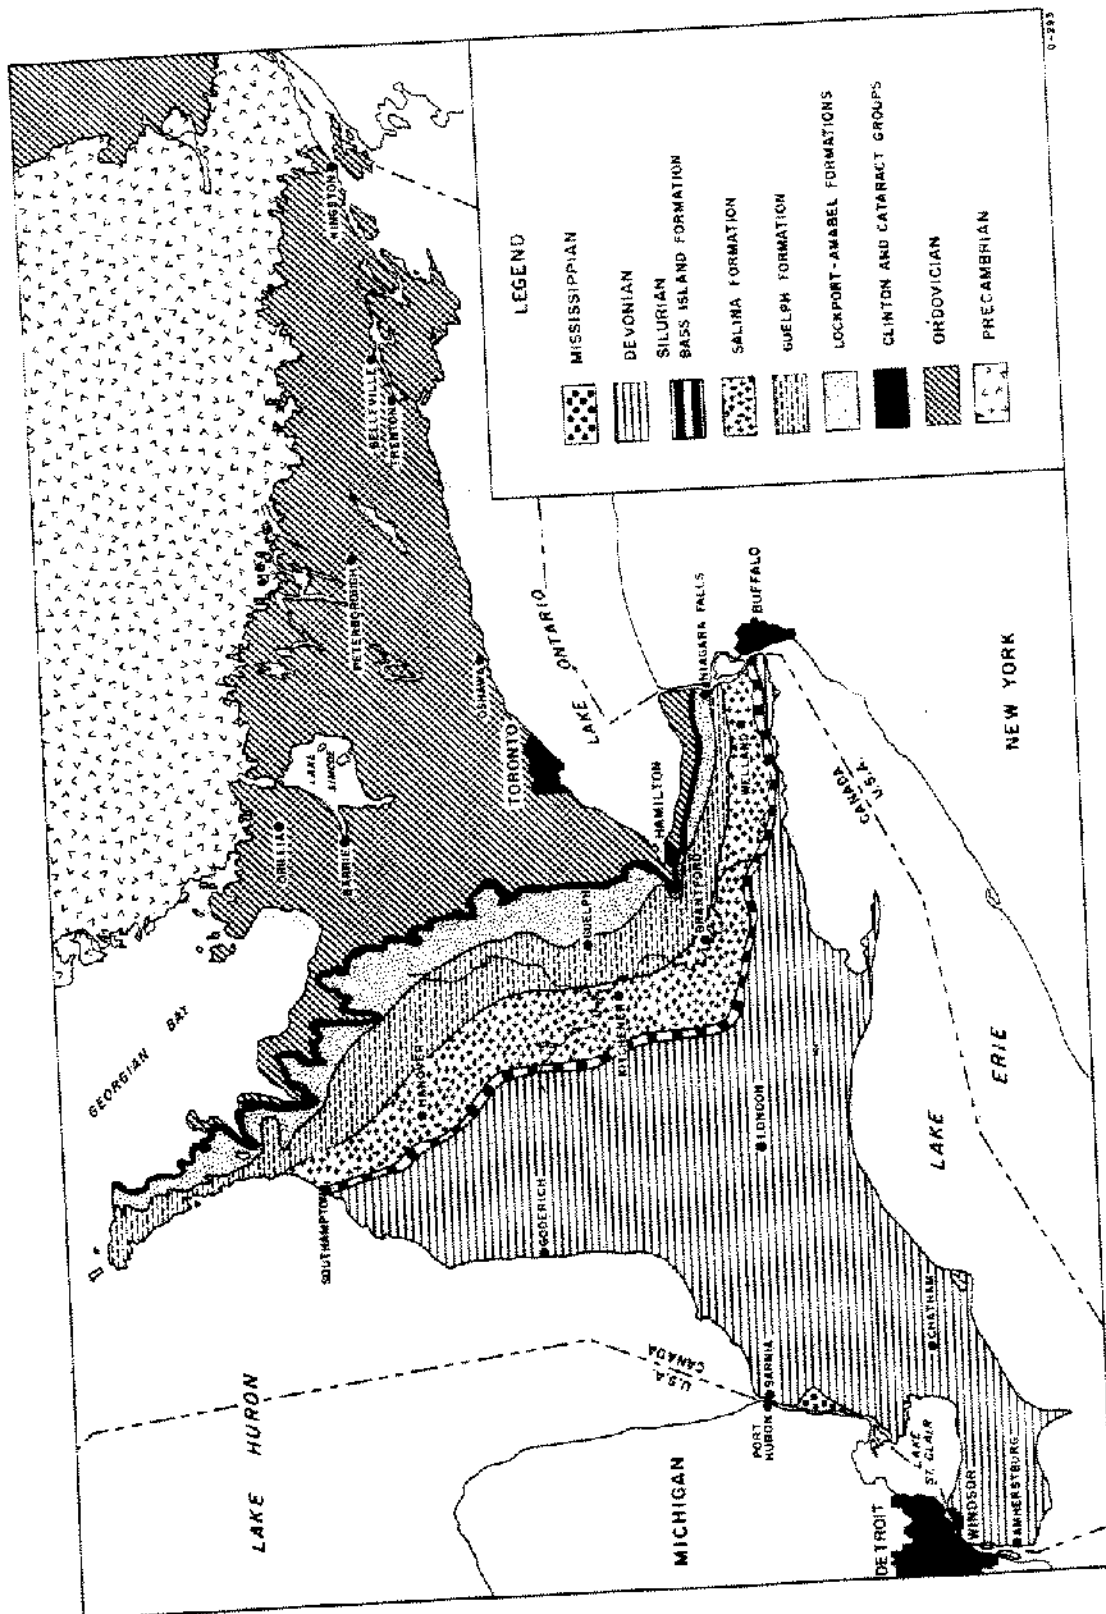 LAKE HURON
GEORGIAN BAY
MICHIGAN
U.S.A.
CANADA
DETROIT
WINDSOR
AMHERSTBURG
LAKE
ST. CLAIR
PORT
HURON
SARNIA
CHATHAM
GODERICH
LONDON
SOUTHAMPTON
HANOVER
KITCHENER
GUELPH
BRANTFORD
HAMILTON
WELLAND
NIAGARA FALLS
BUFFALO
ORILLIA
BARRIE
LAKE
SIMCOE
TORONTO
OSHAWA
PETERBOROUGH
TRENTON
BELLEVILLE
KINGSTON
LAKE ONTARIO
LAKE ERIE
CANADA
U.S.A.
NEW YORK
LEGEND
MISSISSIPPIAN
DEVONIAN
SILURIAN
BASS ISLAND FORMATION
SALINA FORMATION
GUELPH FORMATION
LOCKPORT-AMABEL FORMATIONS
CLINTON AND CATARACT GROUPS
ORDOVICIAN
PRECAMBRIAN